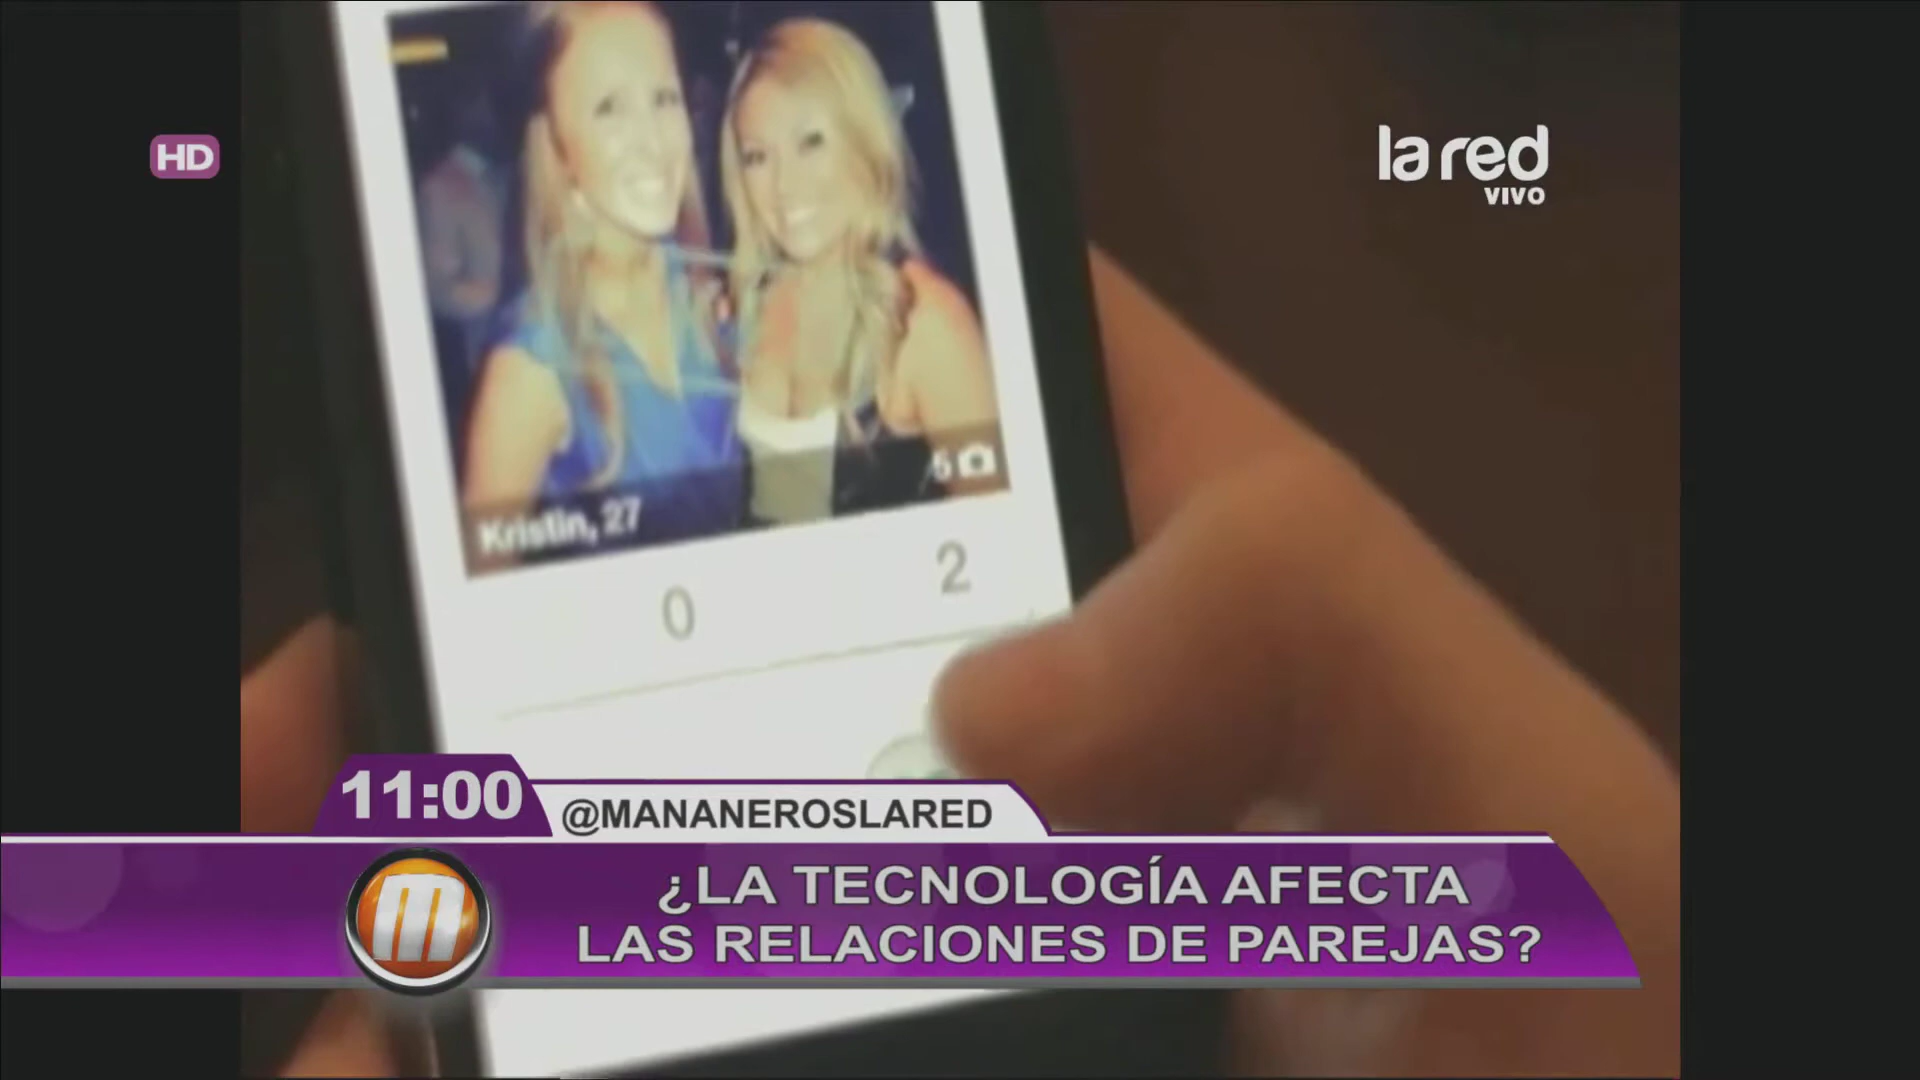 HD
la red
VIVO
5
Kristin, 27
0
2
11:00
@MANANEROSLARED
M
¿LA TECNOLOGÍA AFECTA
LAS RELACIONES DE PAREJAS?